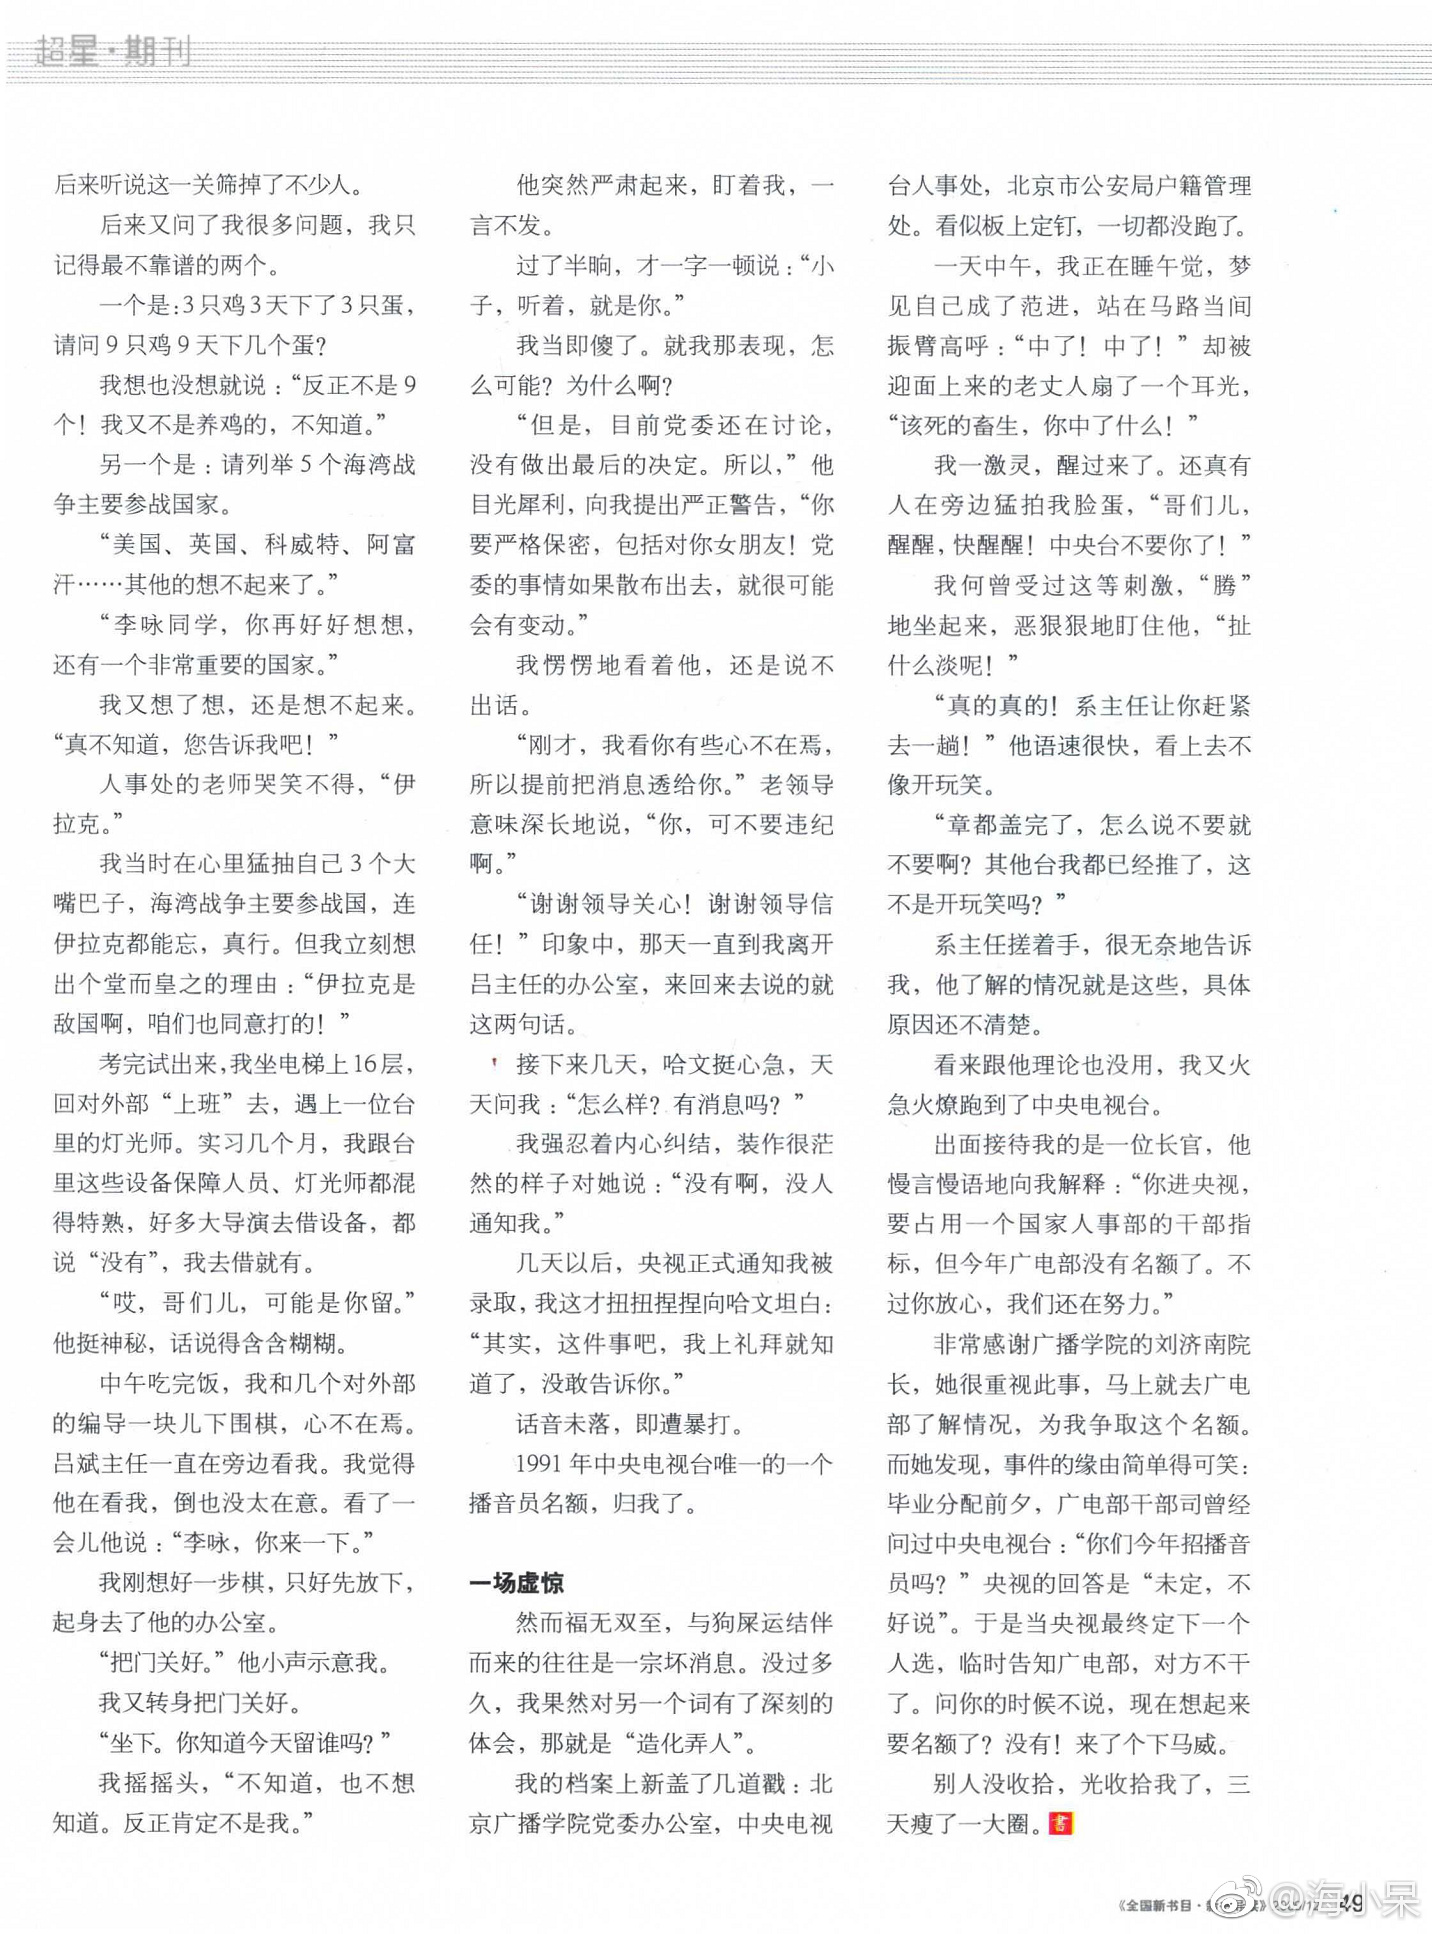 超星·期刊
后来听说这一关筛掉了不少人。
后来又问了我很多问题，我只
记得最不靠谱的两个。
一个是：3只鸡3天下了3只蛋，
请问9只鸡9天下几个蛋？
我想也没想就说：“反正不是9
个！我又不是养鸡的，不知道。”
另一个是：请列举5个海湾战
争主要参战国家。
“美国、英国、科威特、阿富
汗……其他的想不起来了。”
“李咏同学，你再好好想想，
还有一个非常重要的国家。”
我又想了想，还是想不起来。
“真不知道，您告诉我吧！”
人事处的老师哭笑不得，“伊
拉克。”
我当时在心里猛抽自己3个大
嘴巴子，海湾战争主要参战国，连
伊拉克都能忘，真行。但我立刻想
出个堂而皇之的理由：“伊拉克是
敌国啊，咱们也同意打的！”
考完试出来，我坐电梯上16层，
回对外部“上班”去，遇上一位台
里的灯光师。实习几个月，我跟台
里这些设备保障人员、灯光师都混
得特熟，好多大导演去借设备，都
说“没有”，我去借就有。
“哎，哥们儿，可能是你留。”
他挺神秘，话说得含含糊糊。
中午吃完饭，我和几个对外部
的编导一块儿下围棋，心不在焉。
吕斌主任一直在旁边看我。我觉得
他在看我，倒也没太在意。看了一
会儿他说：“李咏，你来一下。”
我刚想好一步棋，只好先放下，
起身去了他的办公室。
“把门关好。”他小声示意我。
我又转身把门关好。
“坐下。你知道今天留谁吗？”
我摇摇头，“不知道，也不想
知道。反正肯定不是我。”
他突然严肃起来，盯着我，一
言不发。
过了半晌，才一字一顿说：“小
子，听着，就是你。”
我当即傻了。就我那表现，怎
么可能？为什么啊？
“但是，目前党委还在讨论，
没有做出最后的决定。所以，”他
目光犀利，向我提出严正警告，“你
要严格保密，包括对你女朋友！党
委的事情如果散布出去，就很可能
会有变动。”
我愣愣地看着他，还是说不
出话。
“刚才，我看你有些心不在焉，
所以提前把消息透给你。”老领导
意味深长地说，“你，可不要违纪
啊。”
“谢谢领导关心！谢谢领导信
任！”印象中，那天一直到我离开
吕主任的办公室，来回来去说的就
这两句话。
接下来几天，哈文挺心急，天
天问我：“怎么样？有消息吗？”
我强忍着内心纠结，装作很茫
然的样子对她说：“没有啊，没人
通知我。”
几天以后，央视正式通知我被
录取，我这才扭扭捏捏向哈文坦白：
“其实，这件事吧，我上礼拜就知
道了，没敢告诉你。”
话音未落，即遭暴打。
1991年中央电视台唯一的一个
播音员名额，归我了。
一场虚惊
然而福无双至，与狗屎运结伴
而来的往往是一宗坏消息。没过多
久，我果然对另一个词有了深刻的
体会，那就是“造化弄人”。
我的档案上新盖了几道戳：北
京广播学院党委办公室，中央电视
台人事处，北京市公安局户籍管理
处。看似板上定钉，一切都没跑了。
一天中午，我正在睡午觉，梦
见自己成了范进，站在马路当间
振臂高呼：“中了！中了！”却被
迎面上来的老丈人扇了一个耳光，
“该死的畜生，你中了什么！”
我一激灵，醒过来了。还真有
人在旁边猛拍我脸蛋，“哥们儿，
醒醒，快醒醒！中央台不要你了！”
我何曾受过这等刺激，“腾”
地坐起来，恶狠狠地盯住他，“扯
什么淡呢！”
“真的真的！系主任让你赶紧
去一趟！”他语速很快，看上去不
像开玩笑。
“章都盖完了，怎么说不要就
不要啊？其他台我都已经推了，这
不是开玩笑吗？”
系主任搓着手，很无奈地告诉
我，他了解的情况就是这些，具体
原因还不清楚。
看来跟他理论也没用，我又火
急火燎跑到了中央电视台。
出面接待我的是一位长官，他
慢言慢语地向我解释：“你进央视，
要占用一个国家人事部的干部指
标，但今年广电部没有名额了。不
过你放心，我们还在努力。”
非常感谢广播学院的刘济南院
长，她很重视此事，马上就去广电
部了解情况，为我争取这个名额。
而她发现，事件的缘由简单得可笑：
毕业分配前夕，广电部干部司曾经
问过中央电视台：“你们今年招播音
员吗？”央视的回答是“未定，不
好说”。于是当央视最终定下一个
人选，临时告知广电部，对方不干
了。问你的时候不说，现在想起来
要名额了？没有！来了个下马威。
别人没收拾，光收拾我了，三
天瘦了一大圈。書
《全国新书目· 49
@海小呆